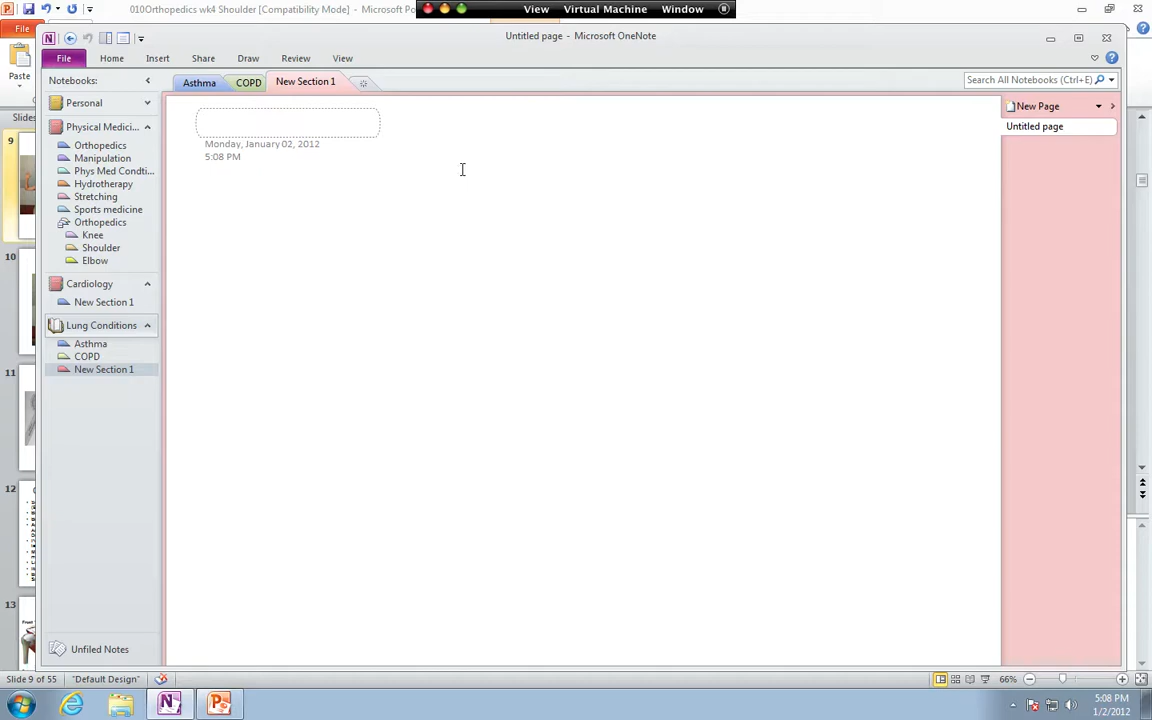 010Orthopedics wk4 Shoulder [Compatibility Mode] - Microsoft Po
View Virtual Machine Window
File
Paste
Slides
9
10
11
12
13
Untitled page - Microsoft OneNote
File Home Insert Share Draw Review View
Notebooks:
Asthma COPD New Section 1
Search All Notebooks (Ctrl+E)
Personal
Physical Medici...
Orthopedics
Manipulation
Phys Med Condti...
Hydrotherapy
Stretching
Sports medicine
Orthopedics
Knee
Shoulder
Elbow
Cardiology
New Section 1
Lung Conditions
Asthma
COPD
New Section 1
Unfiled Notes
Monday, January 02, 2012
5:08 PM
New Page
Untitled page
Slide 9 of 55 "Default Design" 66%
5:08 PM
1/2/2012